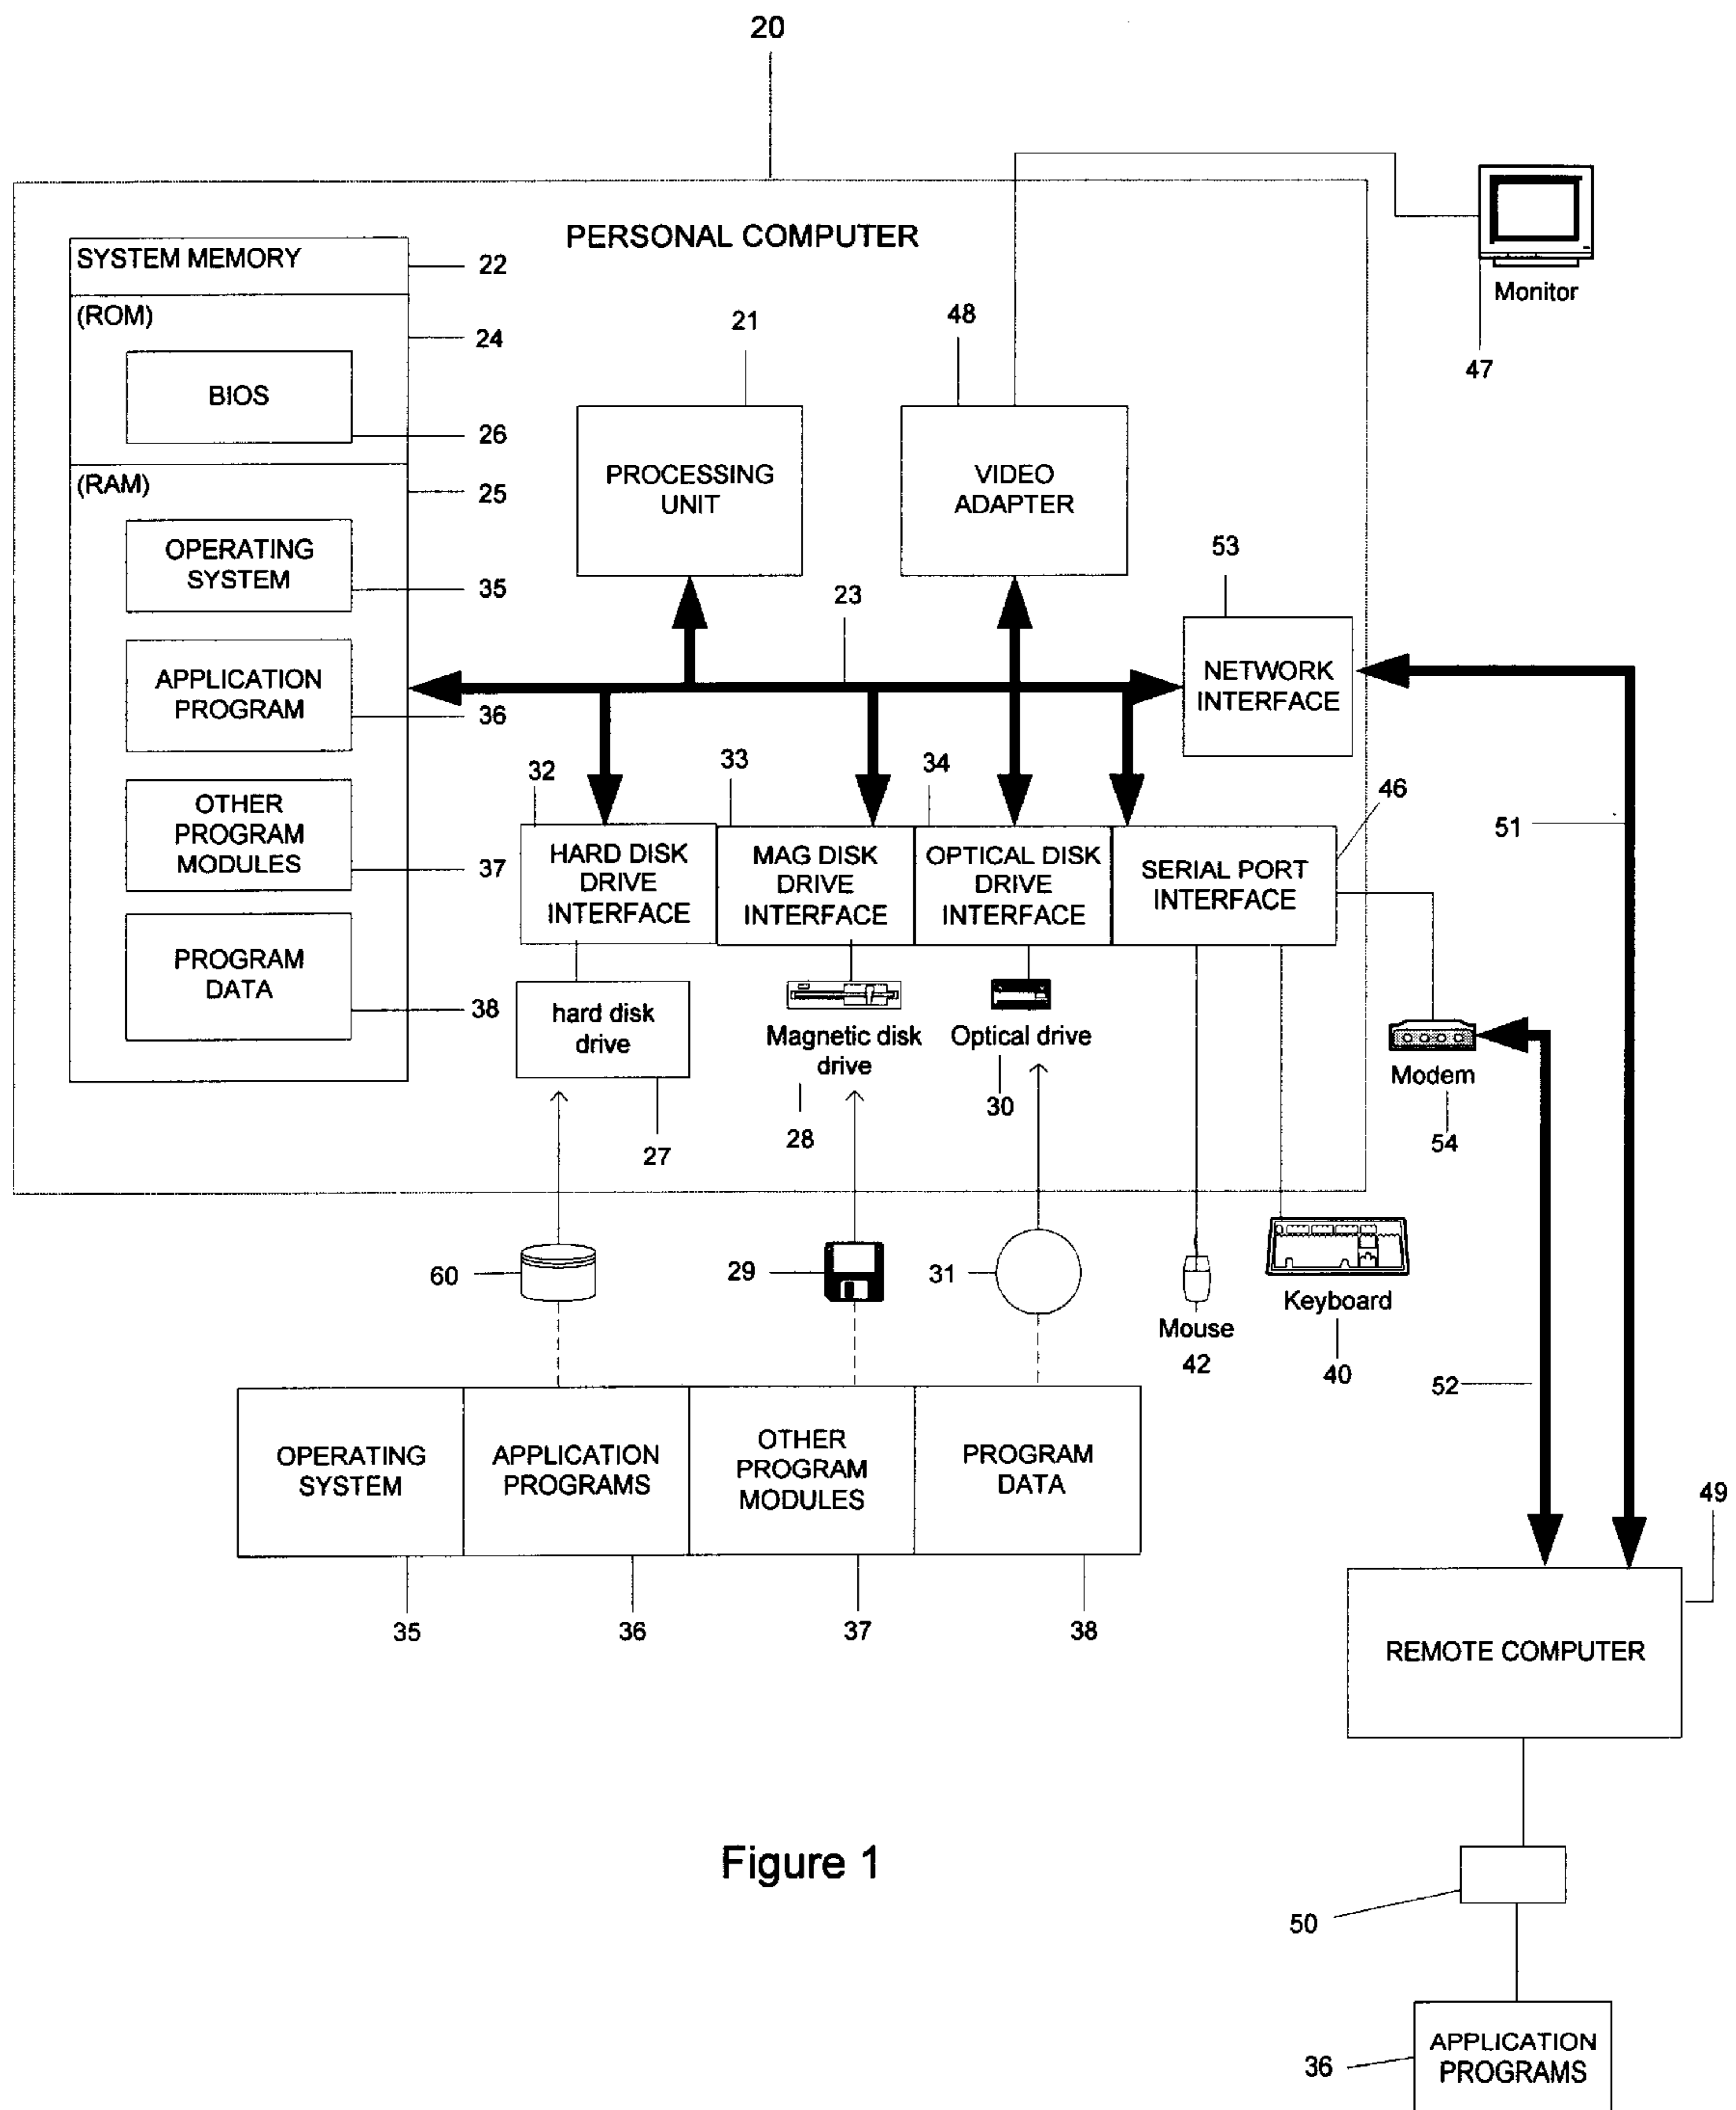 20
PERSONAL COMPUTER
SYSTEM MEMORY
22
(ROM)
24
BIOS
26
(RAM)
25
OPERATING
SYSTEM
35
APPLICATION
PROGRAM
36
OTHER
PROGRAM
MODULES
37
PROGRAM
DATA
38
21
PROCESSING
UNIT
48
VIDEO
ADAPTER
Monitor
47
23
53
NETWORK
INTERFACE
32
HARD DISK
DRIVE
INTERFACE
33
MAG DISK
DRIVE
INTERFACE
34
OPTICAL DISK
DRIVE
INTERFACE
46
SERIAL PORT
INTERFACE
51
hard disk
drive
27
Magnetic disk
drive
28
Optical drive
30
Modem
54
60
29
31
Mouse
42
Keyboard
40
52
OPERATING
SYSTEM
APPLICATION
PROGRAMS
OTHER
PROGRAM
MODULES
PROGRAM
DATA
35
36
37
38
49
REMOTE COMPUTER
Figure 1
50
36
APPLICATION
PROGRAMS